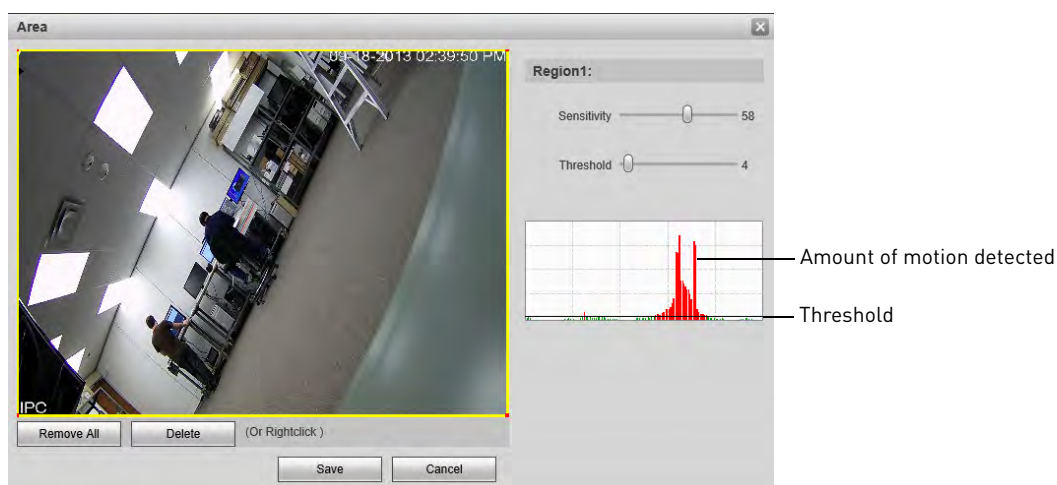 Area
09-18-2013 02:39:50 PM
IPC
Remove All
Delete
(Or Rightclick )
Save
Cancel
Region1:
Sensitivity 58
Threshold 4
Amount of motion detected
Threshold